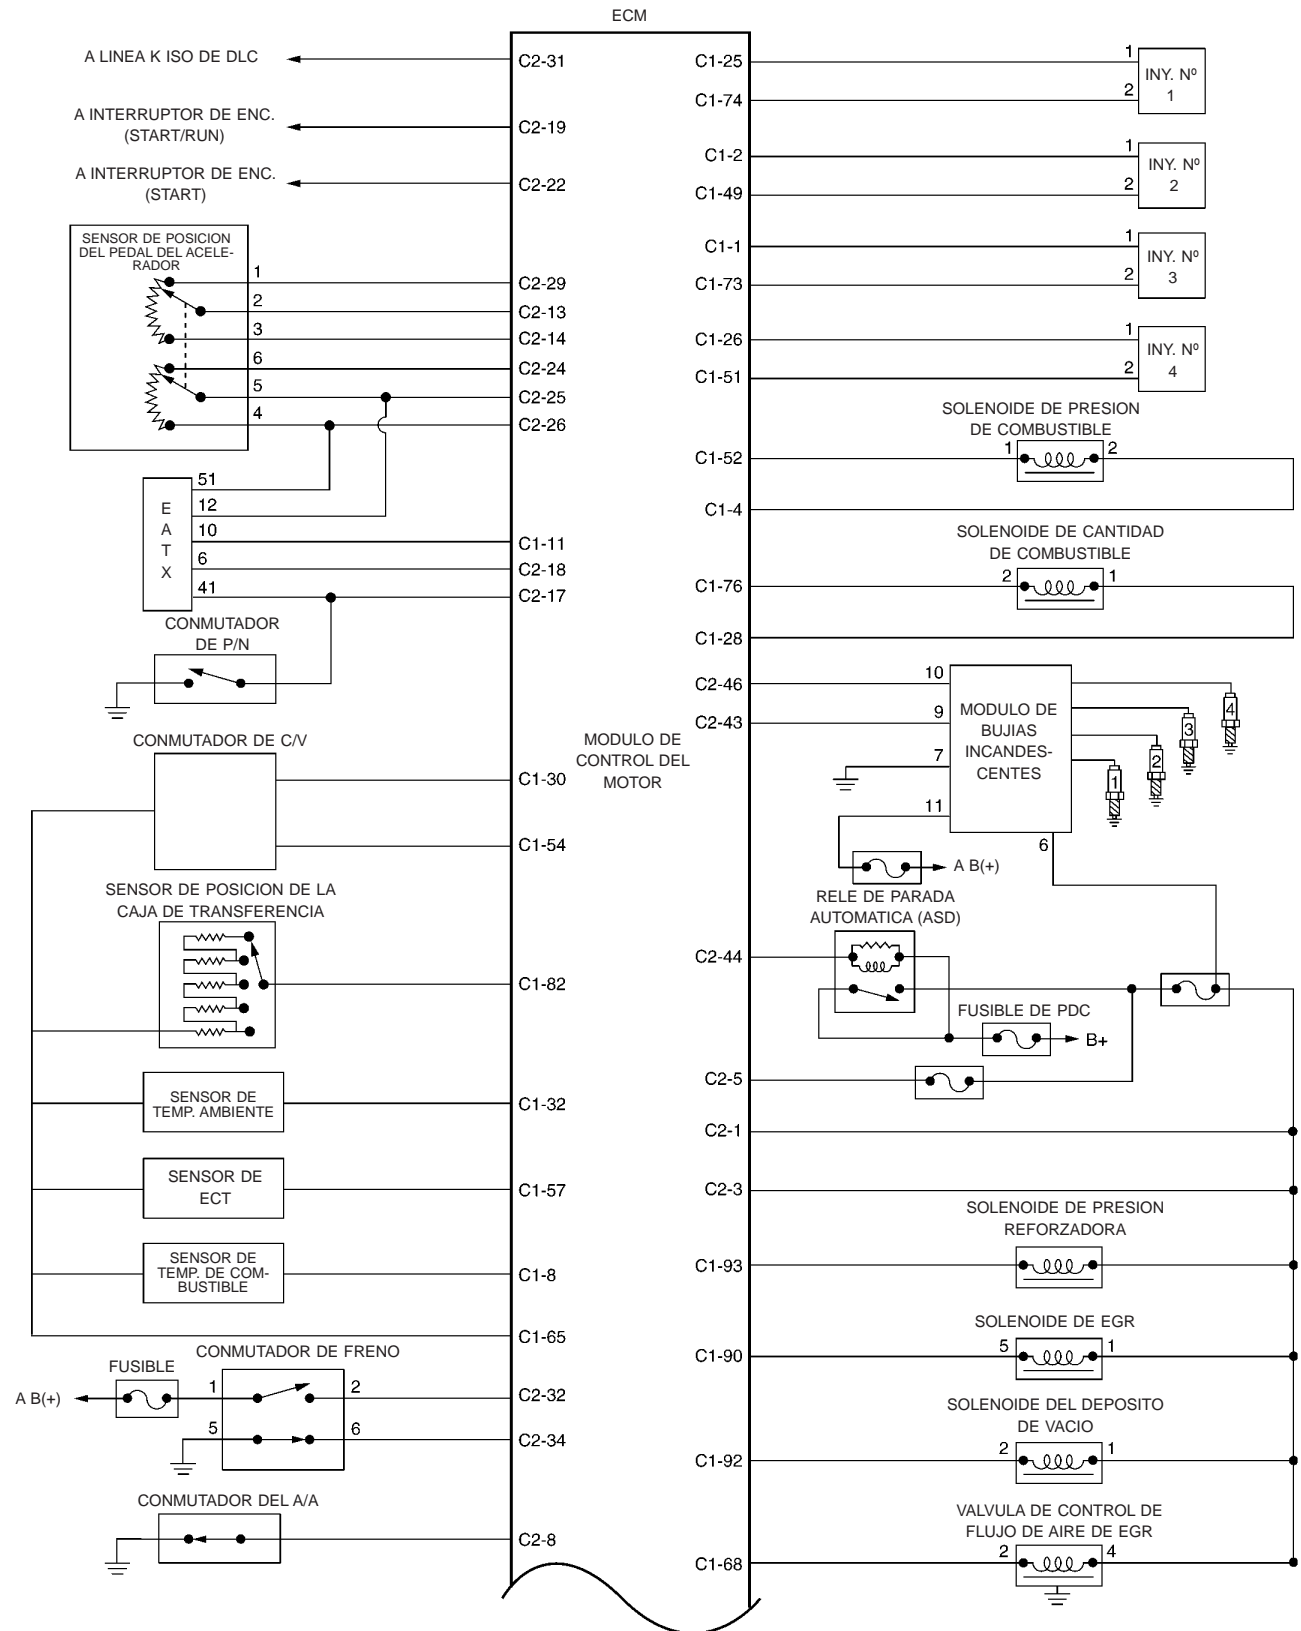 ECM
A LINEA K ISO DE DLC
C2-31
A INTERRUPTOR DE ENC.
(START/RUN)
C2-19
A INTERRUPTOR DE ENC.
(START)
C2-22
SENSOR DE POSICION
DEL PEDAL DEL ACELE-
RADOR
1
C2-29
2
C2-13
3
C2-14
6
C2-24
5
C2-25
4
C2-26
E
A
T
X
51
12
10
C1-11
6
C2-18
41
C2-17
CONMUTADOR
DE P/N
CONMUTADOR DE C/V
C1-30
C1-54
SENSOR DE POSICION DE LA
CAJA DE TRANSFERENCIA
C1-82
SENSOR DE
TEMP. AMBIENTE
C1-32
SENSOR DE
ECT
C1-57
SENSOR DE
TEMP. DE COM-
BUSTIBLE
C1-8
C1-65
CONMUTADOR DE FRENO
FUSIBLE
A B(+)
1
2
C2-32
5
6
C2-34
CONMUTADOR DEL A/A
C2-8
MODULO DE
CONTROL DEL
MOTOR
C1-25
1
C1-74
2
INY. Nº
1
C1-2
1
C1-49
2
INY. Nº
2
C1-1
1
C1-73
2
INY. Nº
3
C1-26
1
C1-51
2
INY. Nº
4
SOLENOIDE DE PRESION
DE COMBUSTIBLE
C1-52
1
2
C1-4
SOLENOIDE DE CANTIDAD
DE COMBUSTIBLE
C1-76
2
1
C1-28
C2-46
10
C2-43
9
7
11
6
MODULO DE
BUJIAS
INCANDES-
CENTES
4
3
2
1
A B(+)
RELE DE PARADA
AUTOMATICA (ASD)
C2-44
FUSIBLE DE PDC
B+
C2-5
C2-1
C2-3
SOLENOIDE DE PRESION
REFORZADORA
C1-93
SOLENOIDE DE EGR
C1-90
5
1
SOLENOIDE DEL DEPOSITO
DE VACIO
C1-92
2
1
VALVULA DE CONTROL DE
FLUJO DE AIRE DE EGR
C1-68
2
4